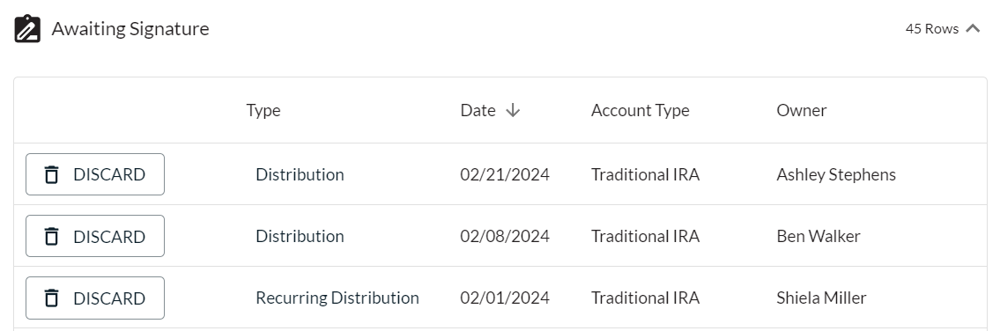 Awaiting Signature 45 Rows
Type Date Account Type Owner
DISCARD Distribution 02/21/2024 Traditional IRA Ashley Stephens
DISCARD Distribution 02/08/2024 Traditional IRA Ben Walker
DISCARD Recurring Distribution 02/01/2024 Traditional IRA Shiela Miller